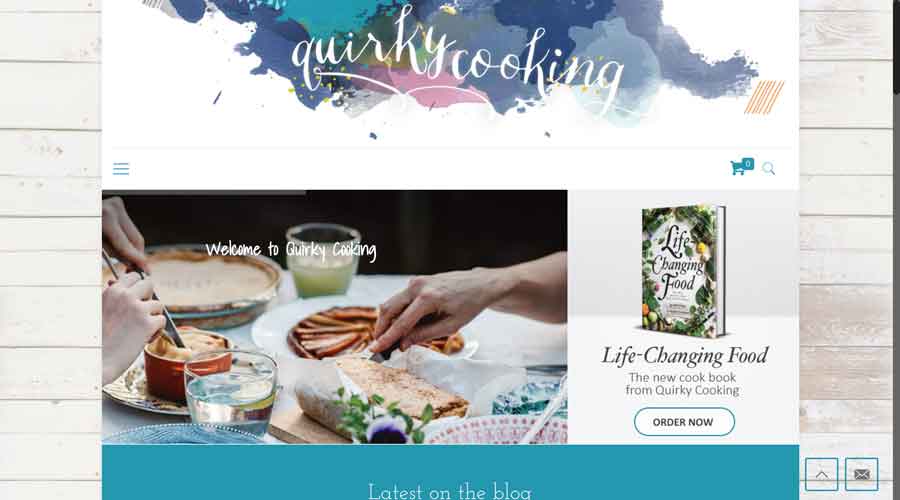 quirky cooking
0
Welcome to Quirky Cooking
Life-
Changing
Food
Life-Changing Food
The new cook book
from Quirky Cooking
ORDER NOW
Latest on the blog